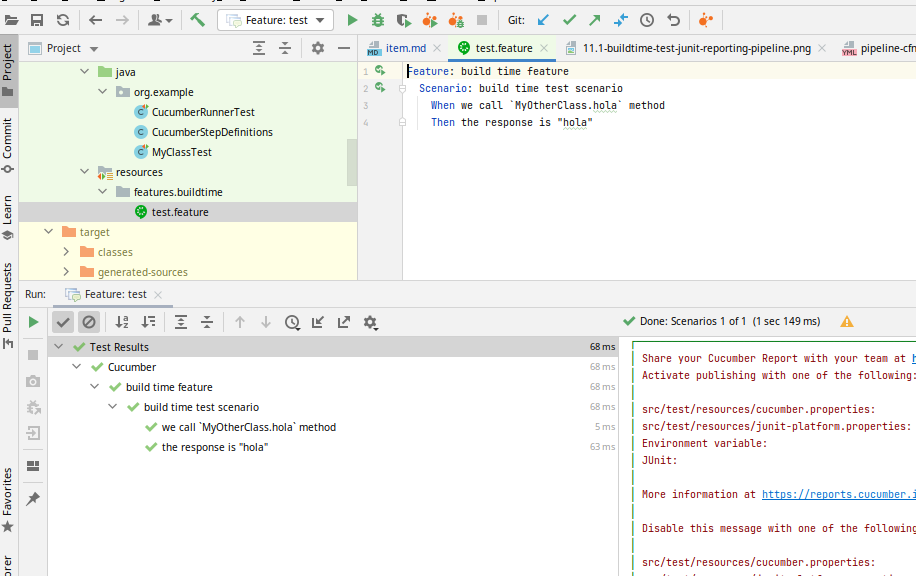 Feature: test
Git:
Project
item.md
test.feature
11.1-buildtime-test-junit-reporting-pipeline.png
pipeline-cfn
Project
Commit
Learn
Pull Requests
Favorites
java
org.example
CucumberRunnerTest
CucumberStepDefinitions
MyClassTest
resources
features.buildtime
test.feature
target
classes
generated-sources
1 Feature: build time feature
2 Scenario: build time test scenario
3 When we call `MyOtherClass.hola` method
4 Then the response is "hola"
Run: Feature: test
Done: Scenarios 1 of 1 (1 sec 149 ms)
Test Results 68 ms
Cucumber 68 ms
build time feature 68 ms
build time test scenario 68 ms
we call `MyOtherClass.hola` method 5 ms
the response is "hola" 63 ms
Share your Cucumber Report with your team at h
Activate publishing with one of the following:
src/test/resources/cucumber.properties:
src/test/resources/junit-platform.properties:
Environment variable:
JUnit:
More information at https://reports.cucumber.i
Disable this message with one of the following
src/test/resources/cucumber.properties: